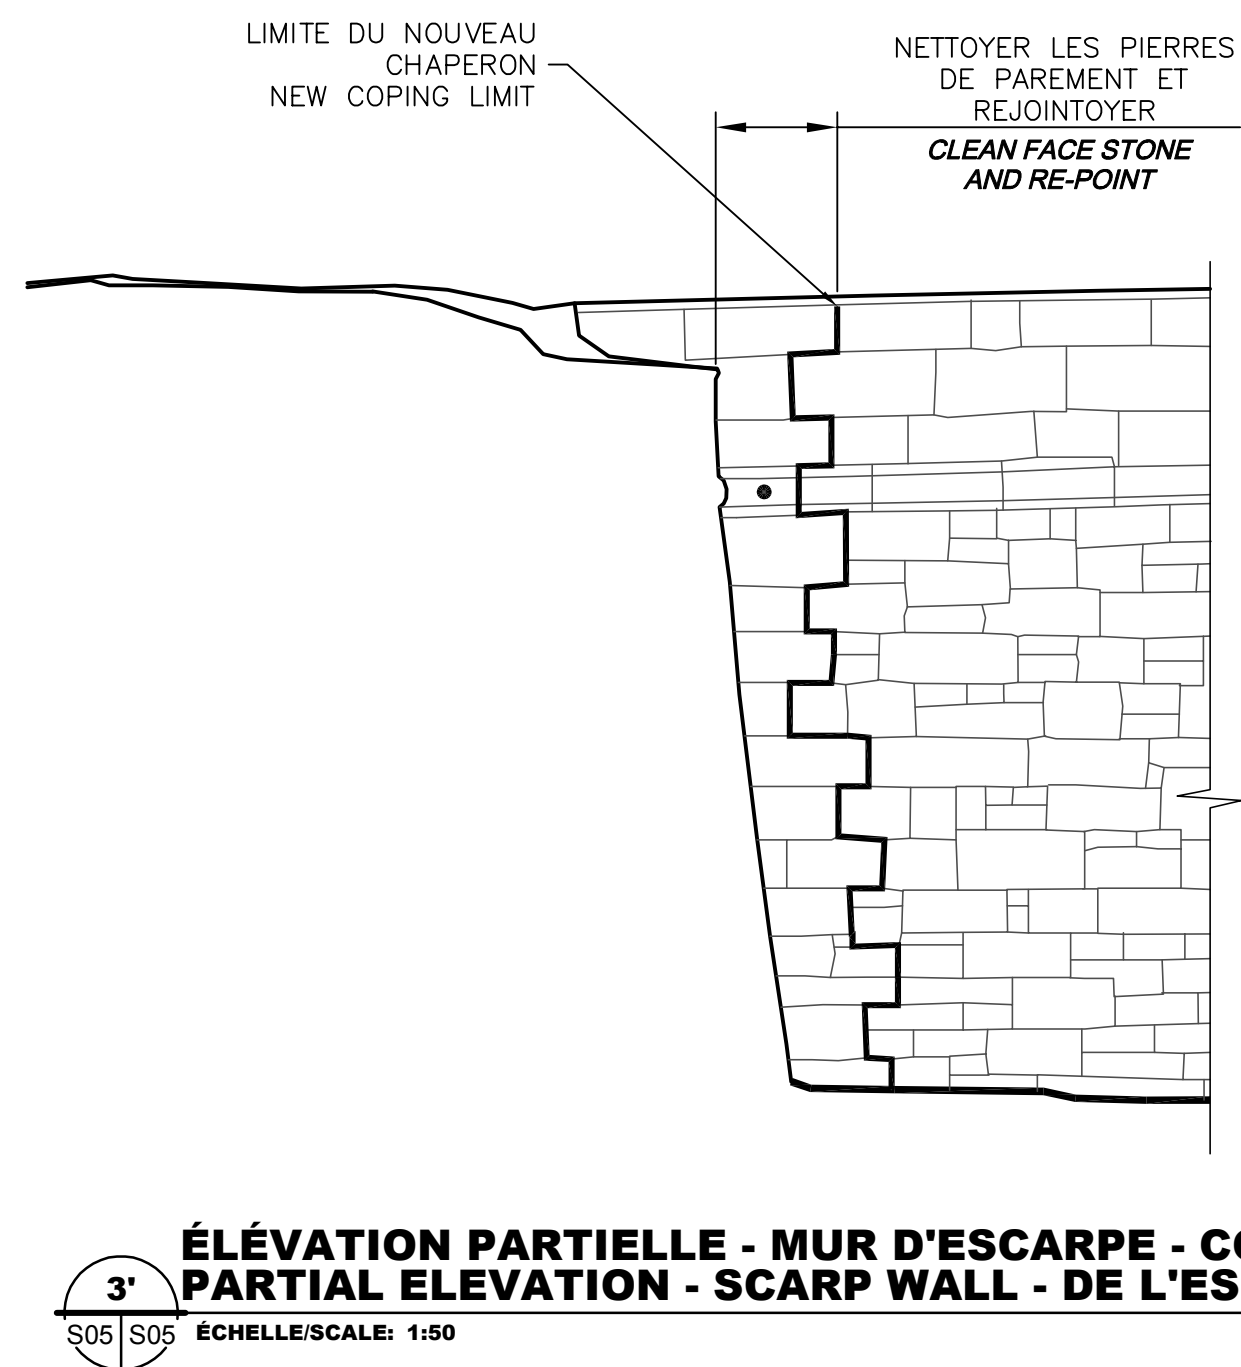 LIMITE DU NOUVEAU
CHAPERON
NEW COPING LIMIT
NETTOYER LES PIERRES
DE PAREMENT ET
REJOINTOYER
CLEAN FACE STONE
AND RE-POINT
ÉLÉVATION PARTIELLE - MUR D'ESCARPE -
PARTIAL ELEVATION - SCARP WALL - DE
3'
S05 S05
ÉCHELLE/SCALE: 1:50